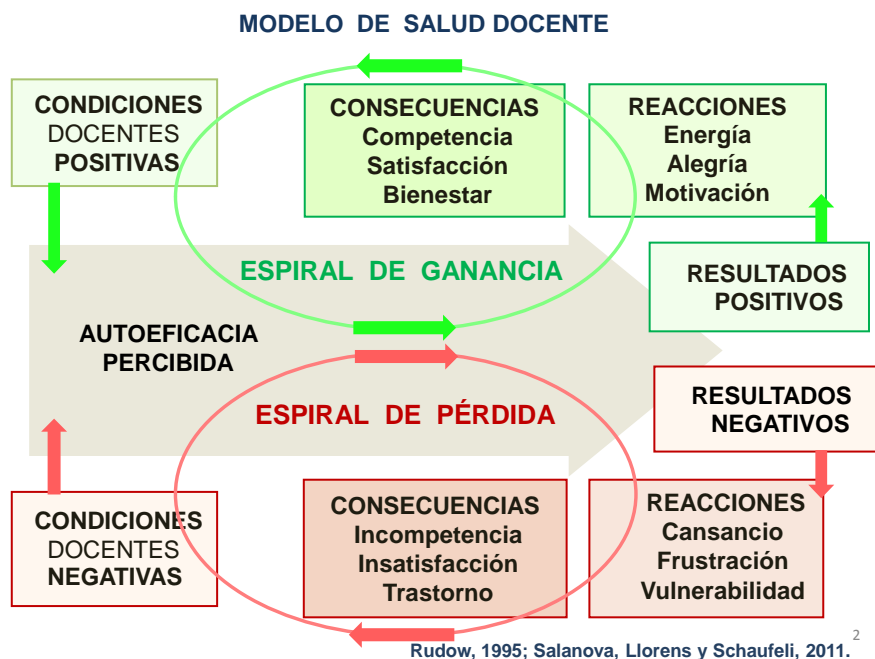 MODELO DE SALUD DOCENTE
CONDICIONES
DOCENTES
POSITIVAS
CONSECUENCIAS
Competencia
Satisfacción
Bienestar
REACCIONES
Energía
Alegría
Motivación
ESPIRAL DE GANANCIA
RESULTADOS
POSITIVOS
AUTOEFICACIA
PERCIBIDA
ESPIRAL DE PÉRDIDA
RESULTADOS
NEGATIVOS
CONDICIONES
DOCENTES
NEGATIVAS
CONSECUENCIAS
Incompetencia
Insatisfacción
Trastorno
REACCIONES
Cansancio
Frustración
Vulnerabilidad
2
Rudow, 1995; Salanova, Llorens y Schaufeli, 2011.